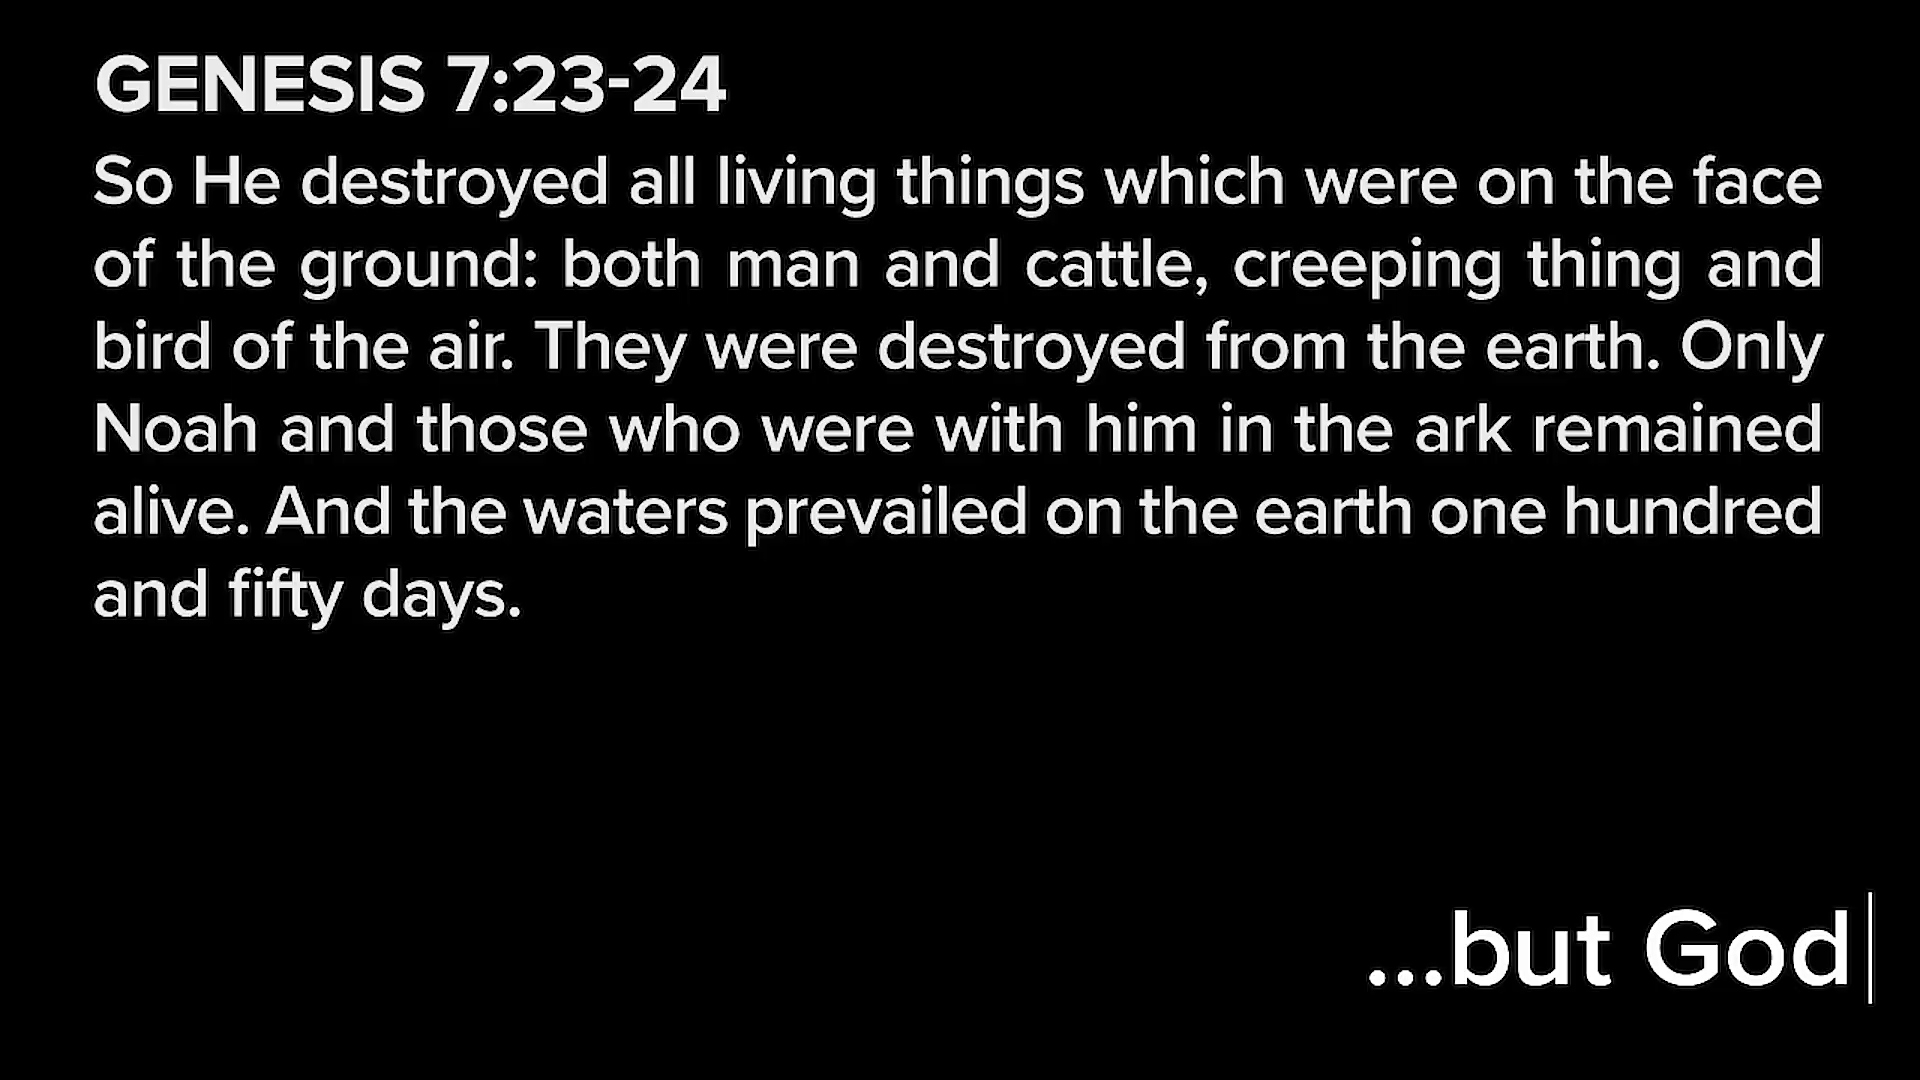 GENESIS 7:23-24
So He destroyed all living things which were on the face
of the ground: both man and cattle, creeping thing and
bird of the air. They were destroyed from the earth. Only
Noah and those who were with him in the ark remained
alive. And the waters prevailed on the earth one hundred
and fifty days.
...but God